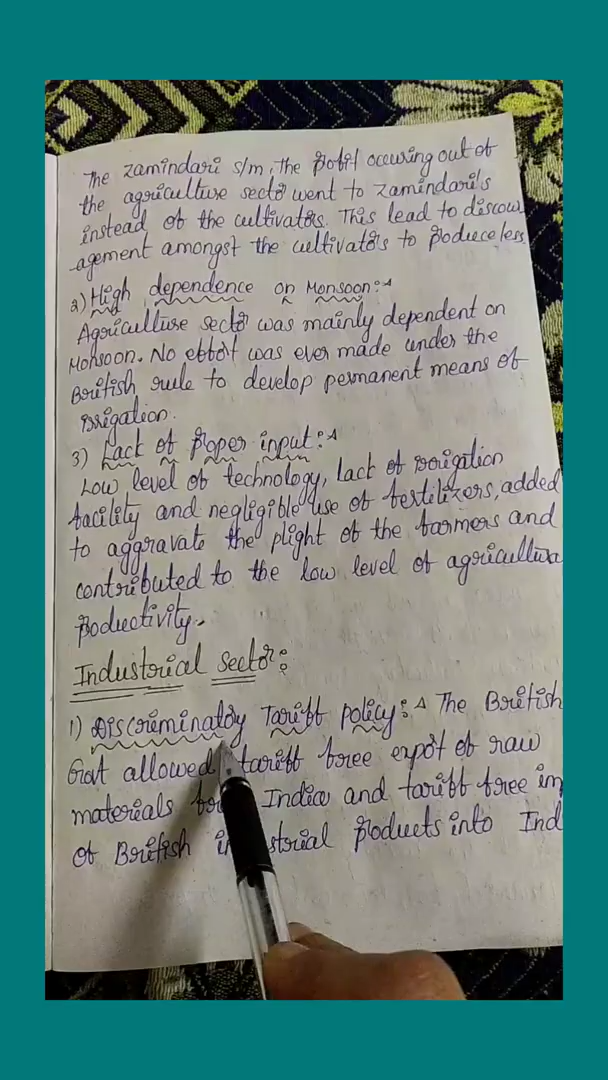 The zamindari s/m, the profit occuring out of
the agriculture sector went to zamindari's
instead of the cultivators. This lead to discour
-agement amongst the cultivators to produce less.
2) High dependence on Monsoon:-
Agriculture sector was mainly dependent on
Monsoon. No effort was ever made under the
British rule to develop permanent means of
irrigation.
3) Lack of proper input:-
Low level of technology, lack of irrigation
facility and negligible use of fertilizers, added
to aggravate the plight of the farmers and
contributed to the low level of agricultura
productivity.
Industrial sector:
1) Discriminatory Tariff policy:- The British
Govt allowed tariff free export of raw
materials India and tariff free im
of British industrial products into Ind